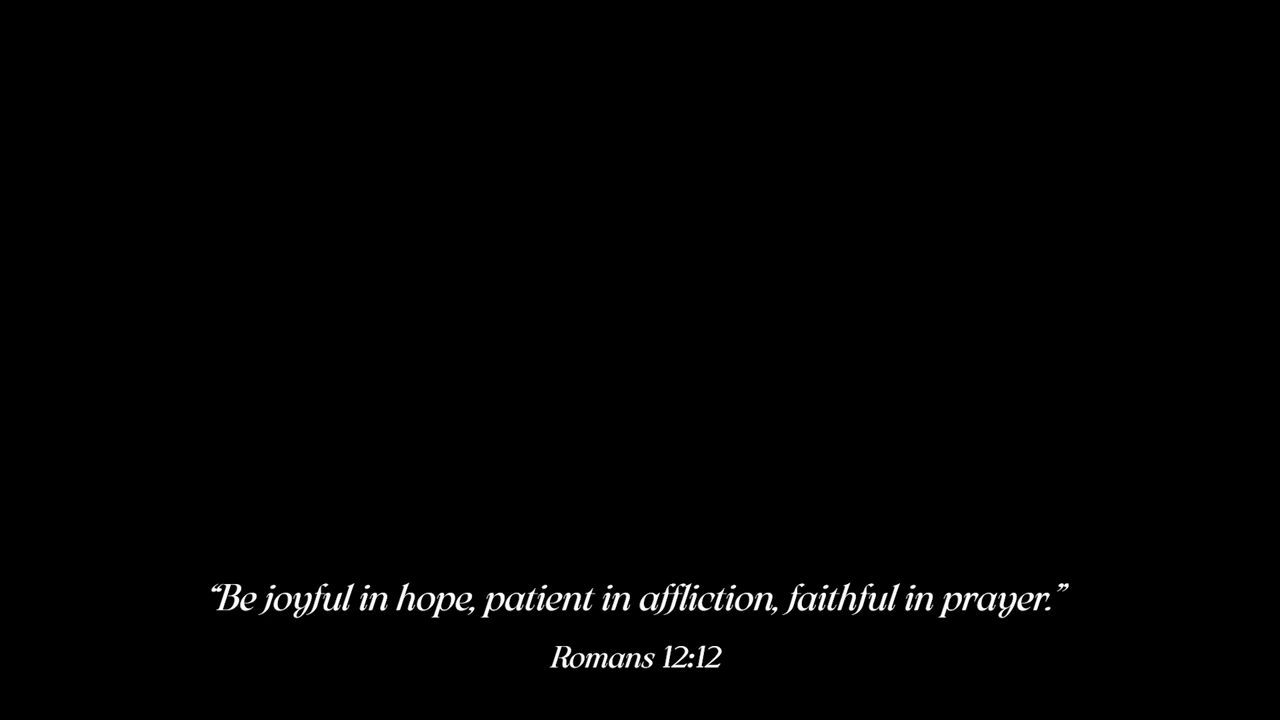 “Be joyful in hope, patient in affliction, faithful in prayer.”
Romans 12:12